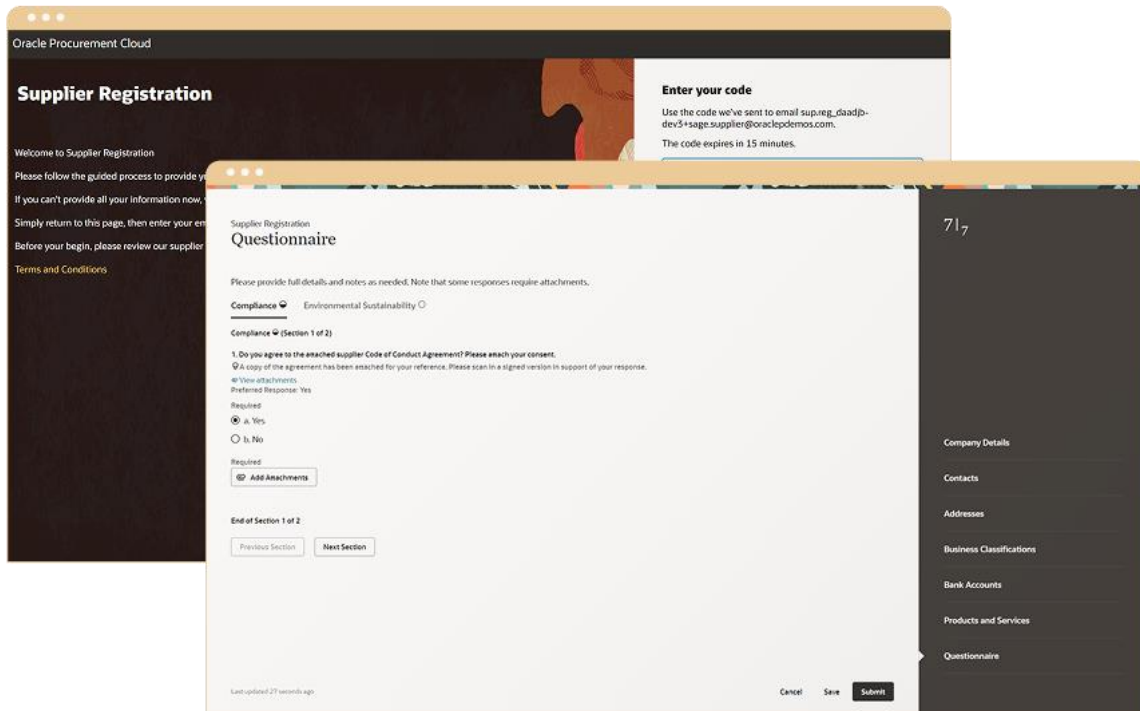 Oracle Procurement Cloud
Supplier Registration
Welcome to Supplier Registration
Please follow the guided process to provide
If you can't provide all your information now,
Simply return to this page, then enter your
Before your begin, please review our supplier
Terms and Conditions
Enter your code
Use the code we've sent to email sup.reg_daadjb-
dev3+sage.supplier@oraclepdemos.com.
The code expires in 15 minutes.
Supplier Registration
Questionnaire
Please provide full details and notes as needed. Note that some responses require attachments.
Compliance Environmental Sustainability
Compliance (Section 1 of 2)
1. Do you agree to the attached supplier Code of Conduct Agreement? Please attach your consent.
A copy of the agreement has been attached for your reference. Please scan in a signed version in support of your response.
View attachments
Preferred Response: Yes
Required
a. Yes
b. No
Required
Add Attachments
End of Section 1 of 2
Previous Section Next Section
Last updated 27 seconds ago
Cancel Save Submit
7|7
Company Details
Contacts
Addresses
Business Classifications
Bank Accounts
Products and Services
Questionnaire